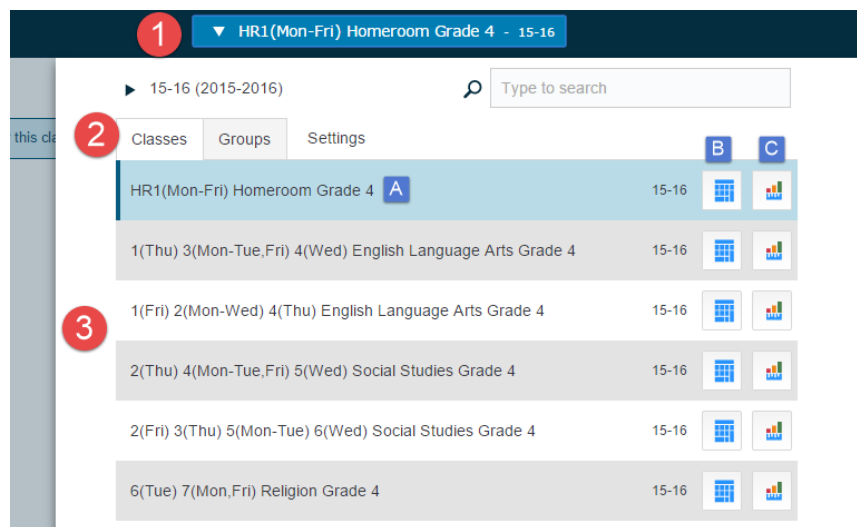 1
▼ HR1(Mon-Fri) Homeroom Grade 4 - 15-16
▶ 15-16 (2015-2016)
Type to search
this cla
2
Classes Groups Settings
B C
HR1(Mon-Fri) Homeroom Grade 4 A 15-16
1(Thu) 3(Mon-Tue,Fri) 4(Wed) English Language Arts Grade 4 15-16
3
1(Fri) 2(Mon-Wed) 4(Thu) English Language Arts Grade 4 15-16
2(Thu) 4(Mon-Tue,Fri) 5(Wed) Social Studies Grade 4 15-16
2(Fri) 3(Thu) 5(Mon-Tue) 6(Wed) Social Studies Grade 4 15-16
6(Tue) 7(Mon,Fri) Religion Grade 4 15-16